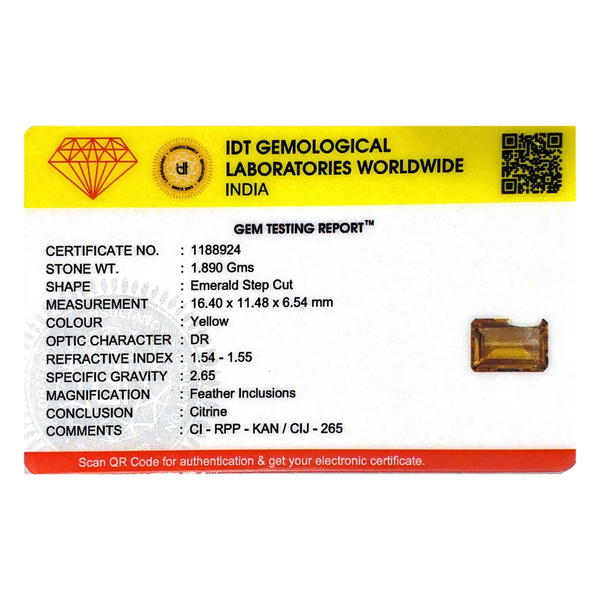 IDT GEMOLOGICAL
LABORATORIES WORLDWIDE
INDIA
GEM TESTING REPORT™
CERTIFICATE NO. : 1188924
STONE WT. : 1.890 Gms
SHAPE : Emerald Step Cut
MEASUREMENT : 16.40 x 11.48 x 6.54 mm
COLOUR : Yellow
OPTIC CHARACTER : DR
REFRACTIVE INDEX : 1.54 - 1.55
SPECIFIC GRAVITY : 2.65
MAGNIFICATION : Feather Inclusions
CONCLUSION : Citrine
COMMENTS : CI - RPP - KAN / CIJ - 265
Scan QR Code for authentication & get your electronic certificate.